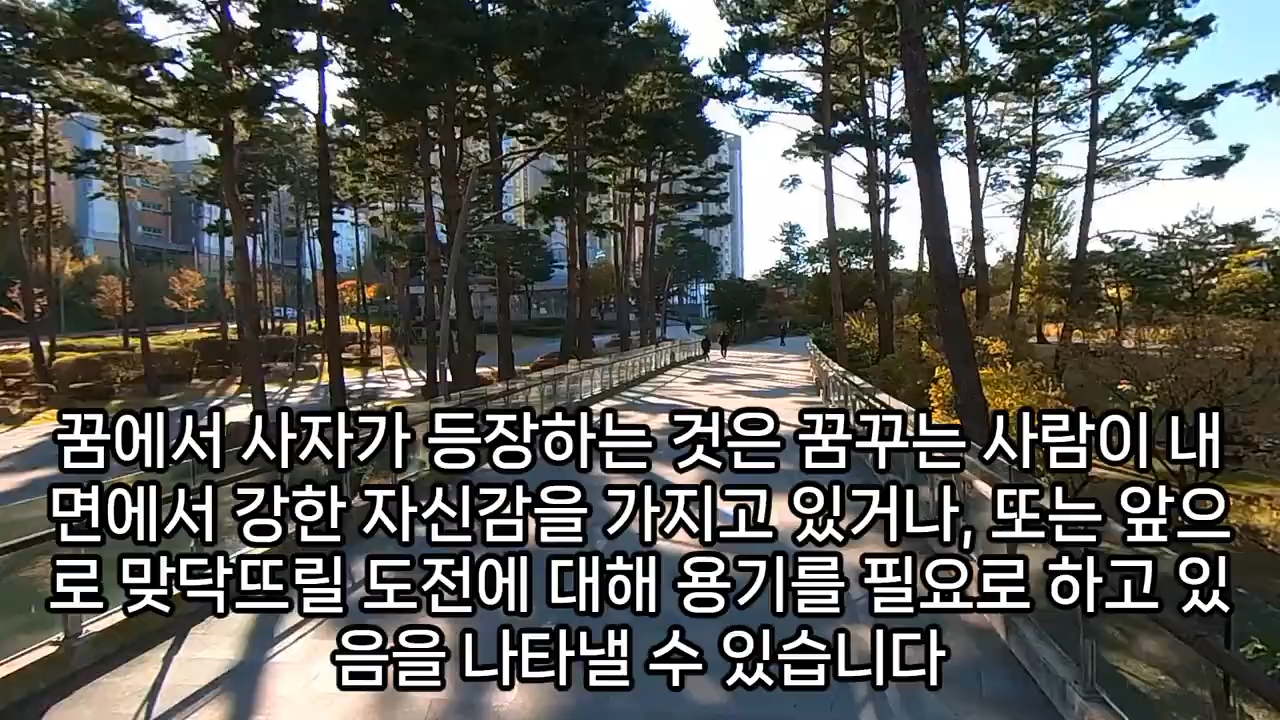 꿈에서 사자가 등장하는 것은 꿈꾸는 사람이 내
면에서 강한 자신감을 가지고 있거나, 또는 앞으
로 맞닥뜨릴 도전에 대해 용기를 필요로 하고 있
음을 나타낼 수 있습니다